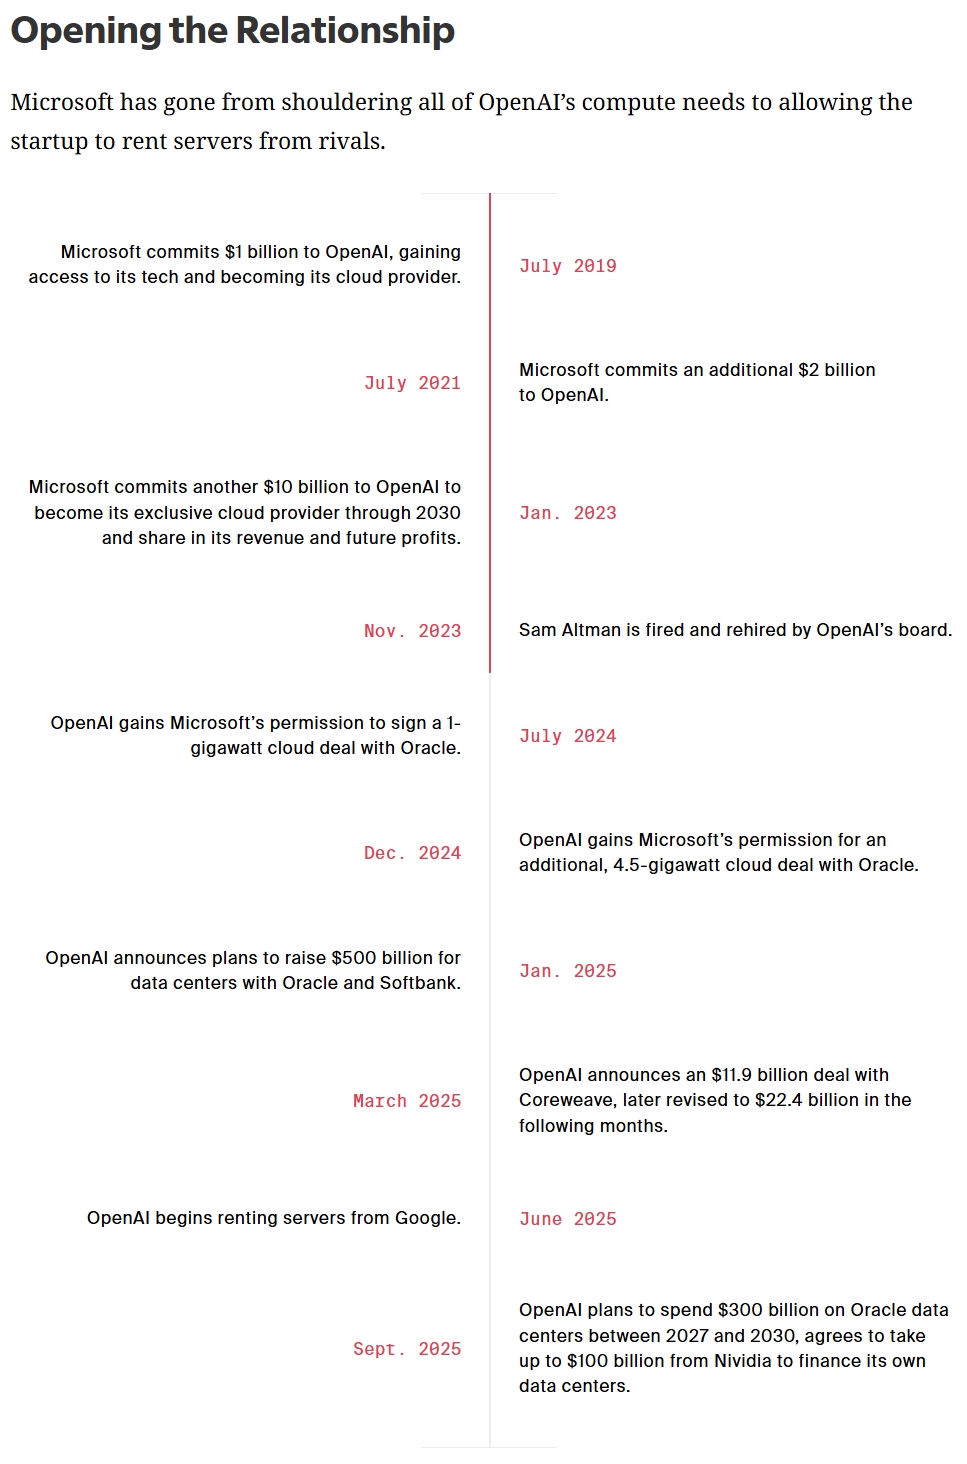 Opening the Relationship
Microsoft has gone from shouldering all of OpenAI’s compute needs to allowing the
startup to rent servers from rivals.
Microsoft commits $1 billion to OpenAI, gaining
access to its tech and becoming its cloud provider.
July 2019
July 2021
Microsoft commits an additional $2 billion
to OpenAI.
Microsoft commits another $10 billion to OpenAI to
become its exclusive cloud provider through 2030
and share in its revenue and future profits.
Jan. 2023
Nov. 2023
Sam Altman is fired and rehired by OpenAI’s board.
OpenAI gains Microsoft’s permission to sign a 1-
gigawatt cloud deal with Oracle.
July 2024
Dec. 2024
OpenAI gains Microsoft’s permission for an
additional, 4.5-gigawatt cloud deal with Oracle.
OpenAI announces plans to raise $500 billion for
data centers with Oracle and Softbank.
Jan. 2025
March 2025
OpenAI announces an $11.9 billion deal with
Coreweave, later revised to $22.4 billion in the
following months.
OpenAI begins renting servers from Google.
June 2025
Sept. 2025
OpenAI plans to spend $300 billion on Oracle data
centers between 2027 and 2030, agrees to take
up to $100 billion from Nividia to finance its own
data centers.